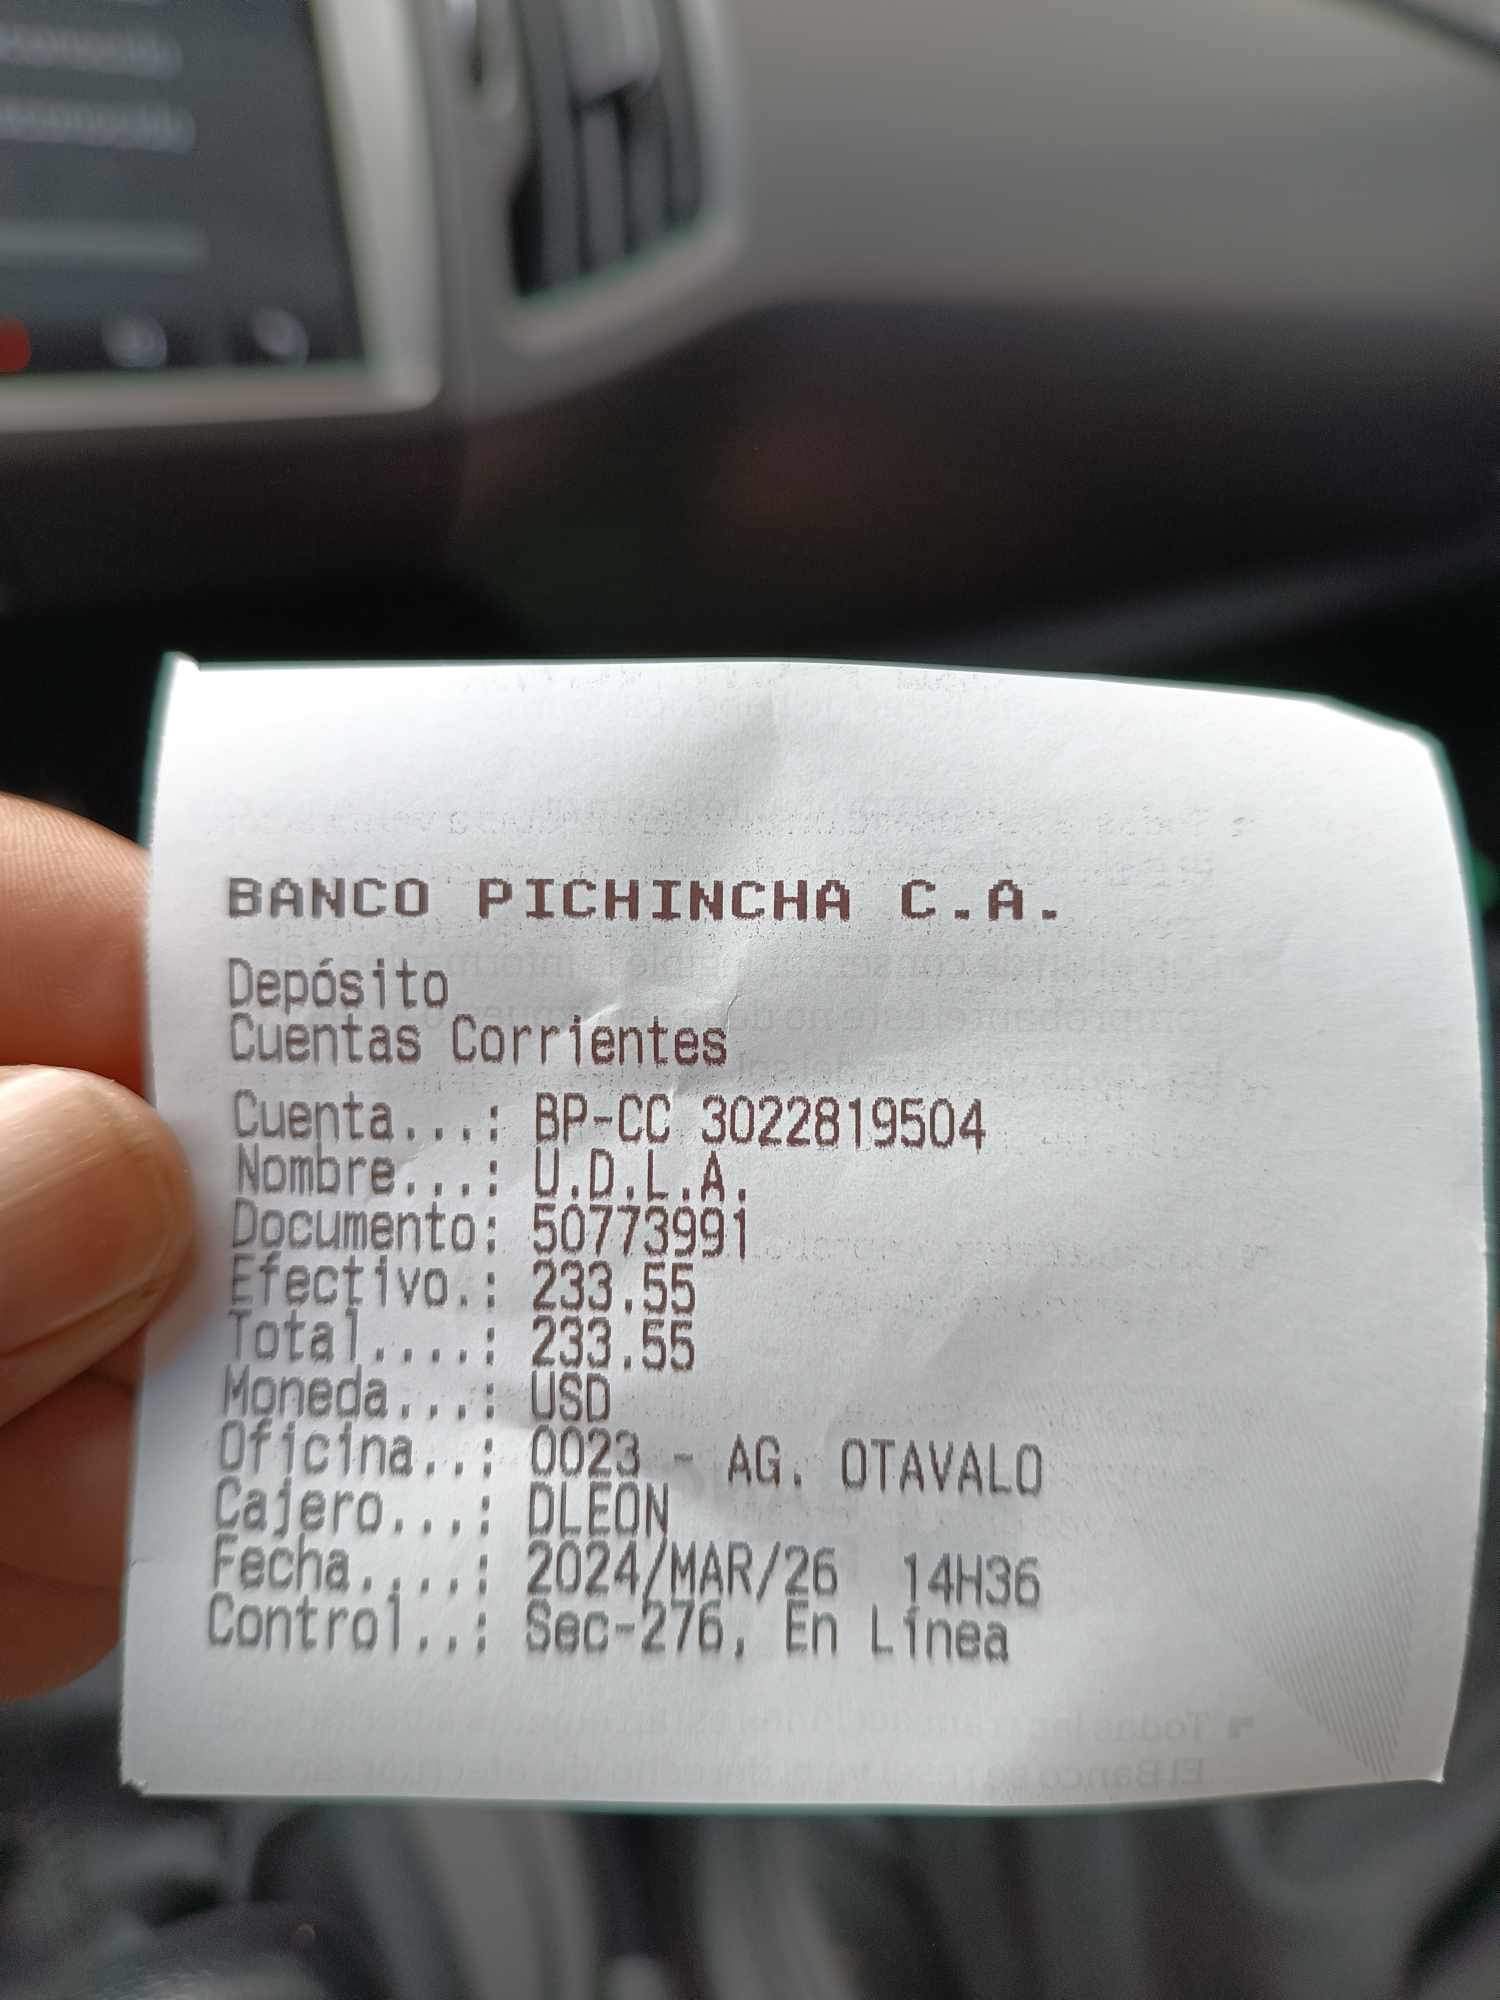 BANCO PICHINCHA C.A.
Depósito
Cuentas Corrientes
Cuenta...: BP-CC 3022819504
Nombre...: U.D.L.A.
Documento: 50773991
Efectivo.: 233.55
Total....: 233.55
Moneda...: USD
Oficina..: 0023 - AG. OTAVALO
Cajero...: DLEON
Fecha....: 2024/MAR/26 14H36
Control..: Sec-276, En Línea